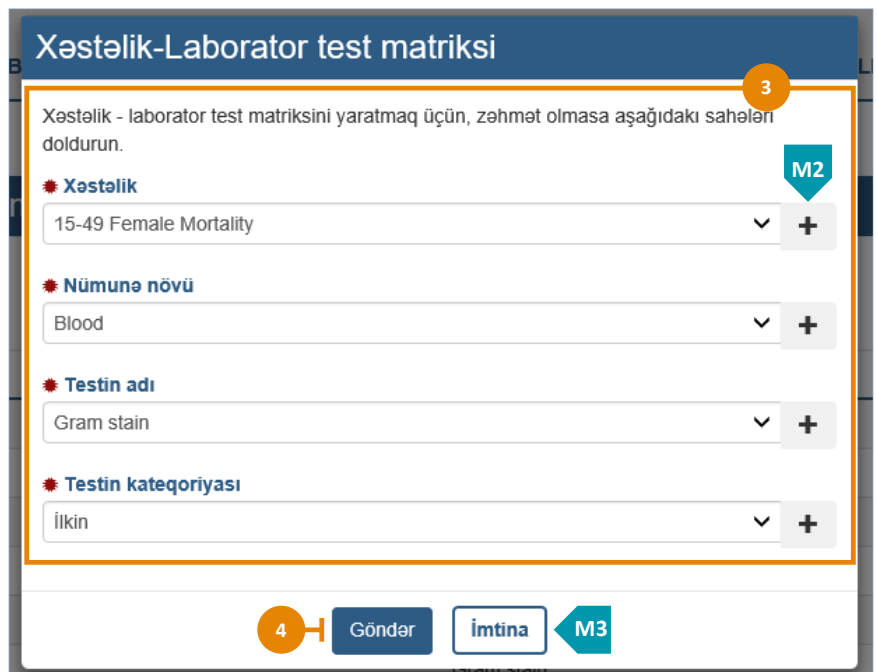 Xəstəlik-Laborator test matriksi
3
Xəstəlik - laborator test matriksini yaratmaq üçün, zəhmət olmasa aşağıdakı sahələri
doldurun.
M2
Xəstəlik
15-49 Female Mortality
Nümunə növü
Blood
Testin adı
Gram stain
Testin kateqoriyası
İlkin
4
Göndər
İmtina
M3